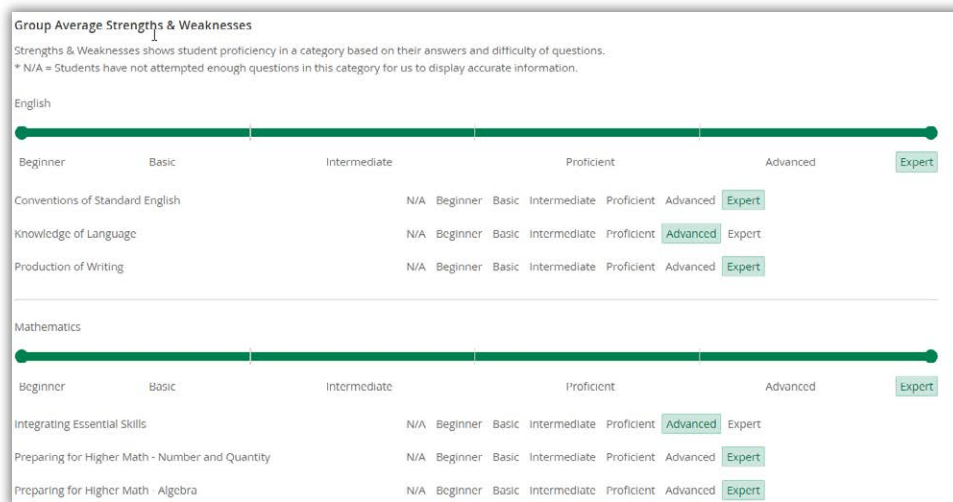 Group Average Strengths & Weaknesses
Strengths & Weaknesses shows student proficiency in a category based on their answers and difficulty of questions.
* N/A = Students have not attempted enough questions in this category for us to display accurate information.
English
Beginner Basic Intermediate Proficient Advanced Expert
Conventions of Standard English N/A Beginner Basic Intermediate Proficient Advanced Expert
Knowledge of Language N/A Beginner Basic Intermediate Proficient Advanced Expert
Production of Writing N/A Beginner Basic Intermediate Proficient Advanced Expert
Mathematics
Beginner Basic Intermediate Proficient Advanced Expert
Integrating Essential Skills N/A Beginner Basic Intermediate Proficient Advanced Expert
Preparing for Higher Math - Number and Quantity N/A Beginner Basic Intermediate Proficient Advanced Expert
Preparing for Higher Math - Algebra N/A Beginner Basic Intermediate Proficient Advanced Expert